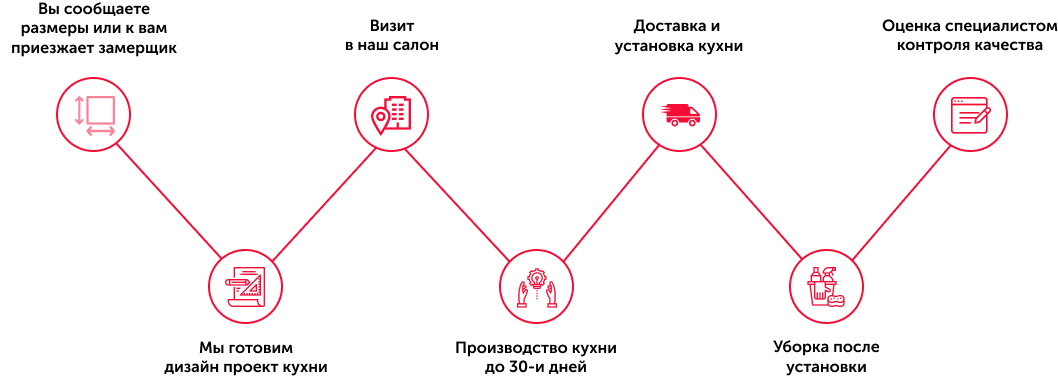 Вы сообщаете
размеры или к вам
приезжает замерщик
Мы готовим
дизайн проект кухни
Визит
в наш салон
Производство кухни
до 30-и дней
Доставка и
установка кухни
Уборка после
установки
Оценка специалистом
контроля качества